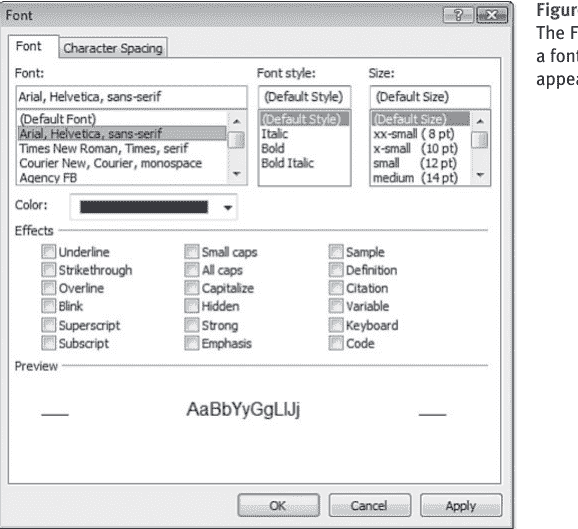 Font
Font Character Spacing
Font: Font style: Size:
Arial, Helvetica, sans-serif (Default Style) (Default Size)
(Default Font) (Default Style) (Default Size)
Arial, Helvetica, sans-serif Italic xx-small ( 8 pt)
Times New Roman, Times, serif Bold x-small (10 pt)
Courier New, Courier, monospace Bold Italic small (12 pt)
Agency FB medium (14 pt)
Color:
Effects
Underline Small caps Sample
Strikethrough All caps Definition
Overline Capitalize Citation
Blink Hidden Variable
Superscript Strong Keyboard
Subscript Emphasis Code
Preview
AaBbYyGgLlJj
OK Cancel Apply
Figur
The F
a font
appea